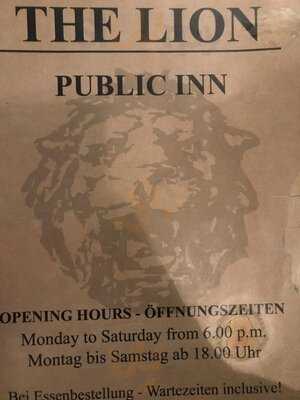 THE LION
PUBLIC INN
OPENING HOURS - ÖFFNUNGSZEITEN
Monday to Saturday from 6.00 p.m.
Montag bis Samstag ab 18.00 Uhr
Bei Essenbestellung - Wartezeiten inclusive!